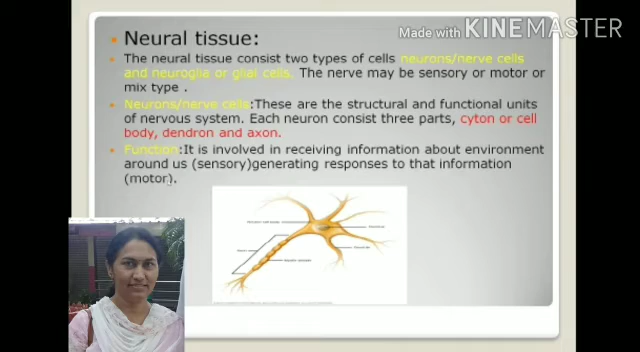 Made with KINEMASTER
Neural tissue:
The neural tissue consist two types of cells neurons/nerve cells
and neuroglia or glial cells. The nerve may be sensory or motor or
mix type .
Neurons/nerve cells:These are the structural and functional units
of nervous system. Each neuron consist three parts, cyton or cell
body, dendron and axon.
Function:It is involved in receiving information about environment
around us (sensory)generating responses to that information
(motor).